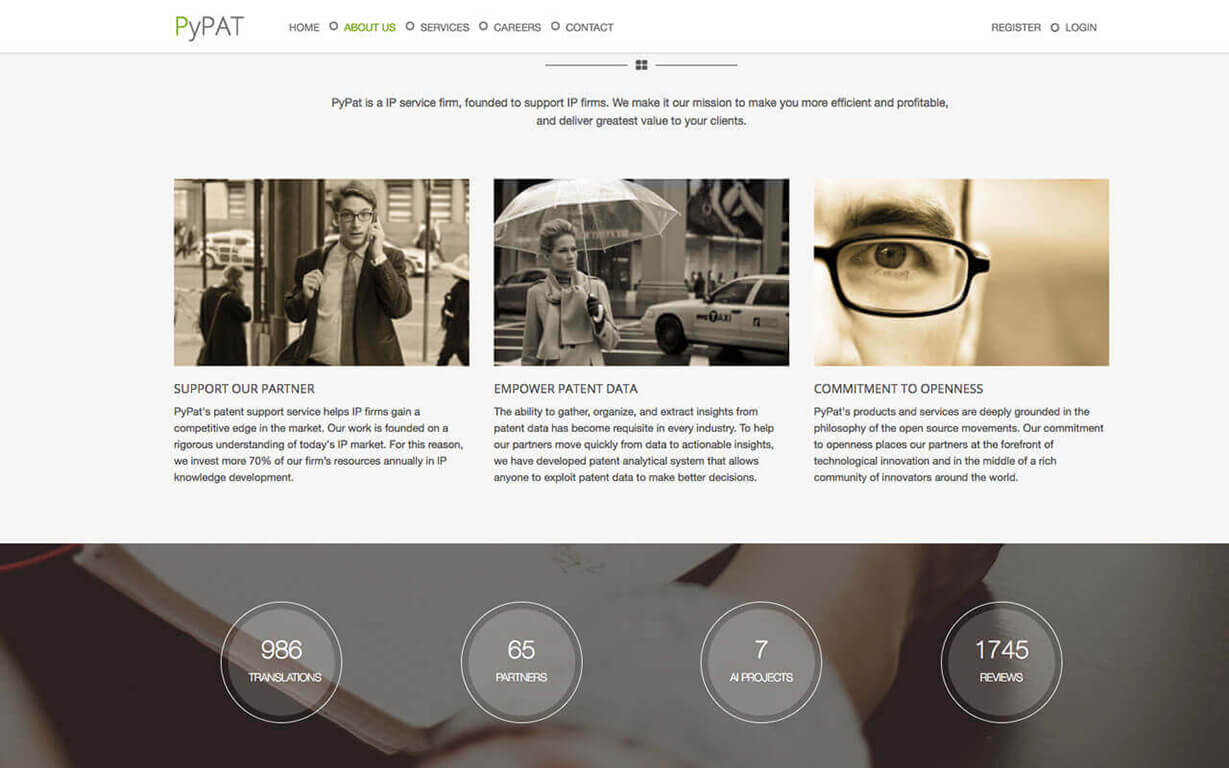 PyPAT
HOME
ABOUT US
SERVICES
CAREERS
CONTACT
REGISTER
LOGIN
PyPat is a IP service firm, founded to support IP firms. We make it our mission to make you more efficient and profitable,
and deliver greatest value to your clients.
NYC TAXI
SUPPORT OUR PARTNER
PyPat's patent support service helps IP firms gain a
competitive edge in the market. Our work is founded on a
rigorous understanding of today's IP market. For this reason,
we invest more 70% of our firm's resources annually in IP
knowledge development.
EMPOWER PATENT DATA
The ability to gather, organize, and extract insights from
patent data has become requisite in every industry. To help
our partners move quickly from data to actionable insights,
we have developed patent analytical system that allows
anyone to exploit patent data to make better decisions.
COMMITMENT TO OPENNESS
PyPat's products and services are deeply grounded in the
philosophy of the open source movements. Our commitment
to openness places our partners at the forefront of
technological innovation and in the middle of a rich
community of innovators around the world.
986
TRANSLATIONS
65
PARTNERS
7
AI PROJECTS
1745
REVIEWS